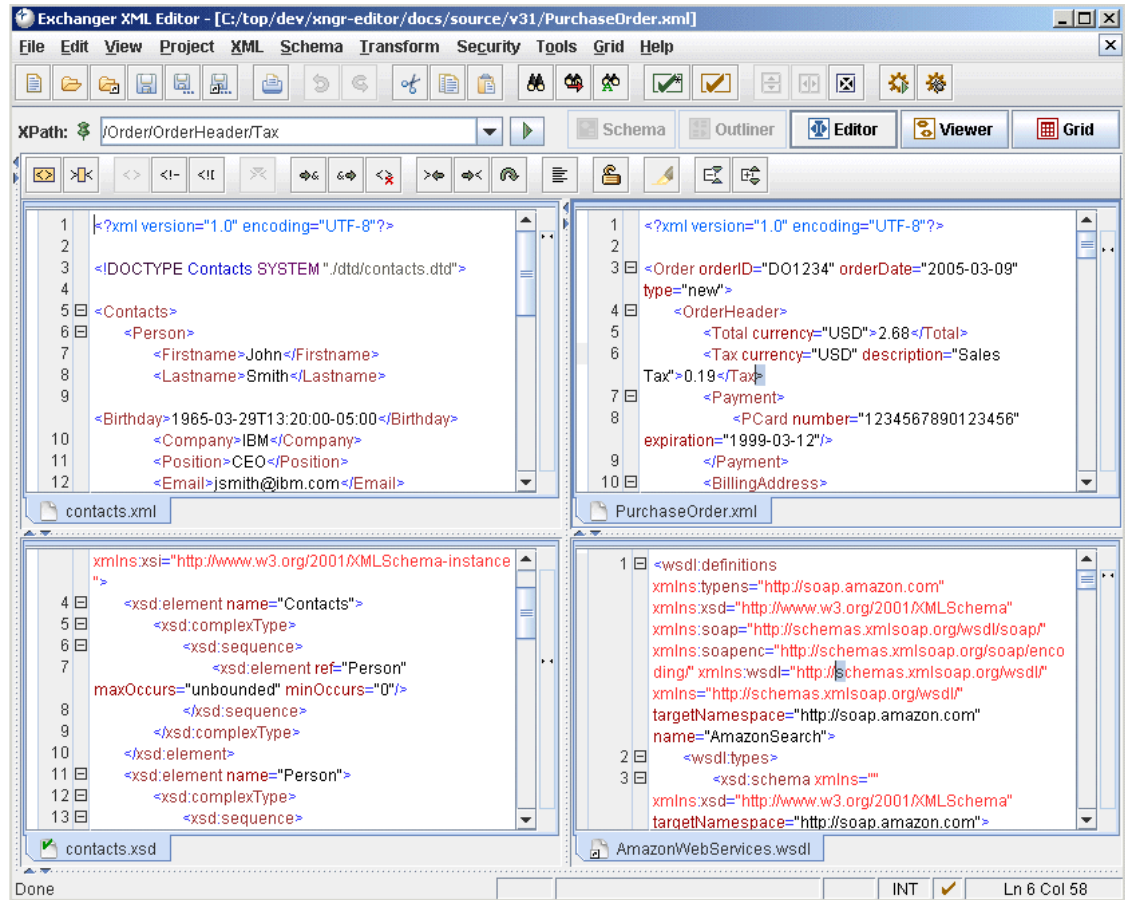 Exchanger XML Editor - [C:/top/dev/xngr-editor/docs/source/v31/PurchaseOrder.xml]
File Edit View Project XML Schema Transform Security Tools Grid Help
XPath: /Order/OrderHeader/Tax Schema Outliner Editor Viewer Grid
1 <?xml version="1.0" encoding="UTF-8"?>
2
3 <!DOCTYPE Contacts SYSTEM "./dtd/contacts.dtd">
4
5 <Contacts>
6 <Person>
7 <Firstname>John</Firstname>
8 <Lastname>Smith</Lastname>
9
<Birthday>1965-03-29T13:20:00-05:00</Birthday>
10 <Company>IBM</Company>
11 <Position>CEO</Position>
12 <Email>jsmith@ibm.com</Email>
contacts.xml
1 <?xml version="1.0" encoding="UTF-8"?>
2
3 <Order orderID="DO1234" orderDate="2005-03-09"
type="new">
4 <OrderHeader>
5 <Total currency="USD">2.68</Total>
6 <Tax currency="USD" description="Sales
Tax">0.19</Tax>
7 <Payment>
8 <PCard number="1234567890123456"
expiration="1999-03-12"/>
9 </Payment>
10 <BillingAddress>
PurchaseOrder.xml
xmlns:xsi="http://www.w3.org/2001/XMLSchema-instance
">
4 <xsd:element name="Contacts">
5 <xsd:complexType>
6 <xsd:sequence>
7 <xsd:element ref="Person"
maxOccurs="unbounded" minOccurs="0"/>
8 </xsd:sequence>
9 </xsd:complexType>
10 </xsd:element>
11 <xsd:element name="Person">
12 <xsd:complexType>
13 <xsd:sequence>
contacts.xsd
1 <wsdl:definitions
xmlns:typens="http://soap.amazon.com"
xmlns:xsd="http://www.w3.org/2001/XMLSchema"
xmlns:soap="http://schemas.xmlsoap.org/wsdl/soap/"
xmlns:soapenc="http://schemas.xmlsoap.org/soap/enco
ding/" xmlns:wsdl="http://schemas.xmlsoap.org/wsdl/"
xmlns="http://schemas.xmlsoap.org/wsdl/"
targetNamespace="http://soap.amazon.com"
name="AmazonSearch">
2 <wsdl:types>
3 <xsd:schema xmlns=""
xmlns:xsd="http://www.w3.org/2001/XMLSchema"
targetNamespace="http://soap.amazon.com">
AmazonWebServices.wsdl
Done INT Ln 6 Col 58